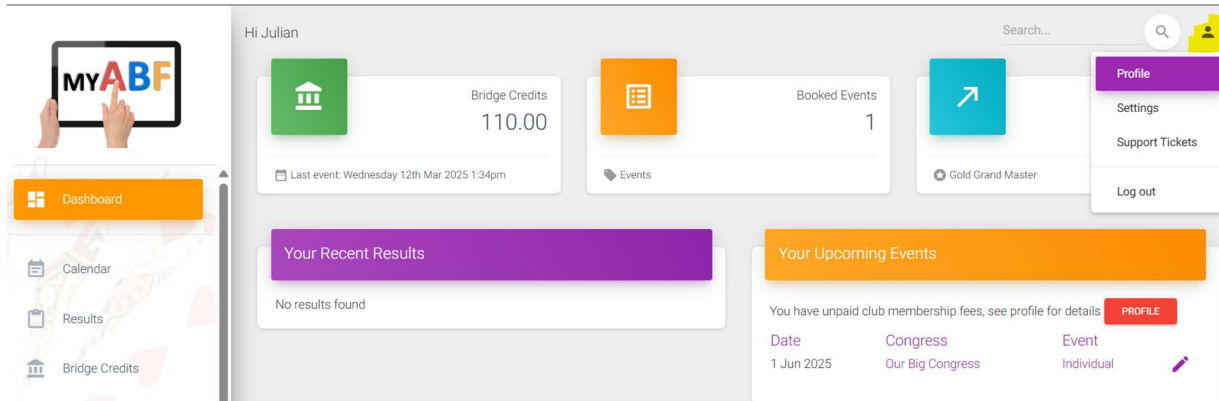 Hi Julian
Search...
MYABF
Profile
Settings
Support Tickets
Log out
Bridge Credits
110.00
Last event: Wednesday 12th Mar 2025 1:34pm
Booked Events
1
Events
Gold Grand Master
Dashboard
Calendar
Results
Bridge Credits
Your Recent Results
No results found
Your Upcoming Events
You have unpaid club membership fees, see profile for details PROFILE
Date Congress Event
1 Jun 2025 Our Big Congress Individual